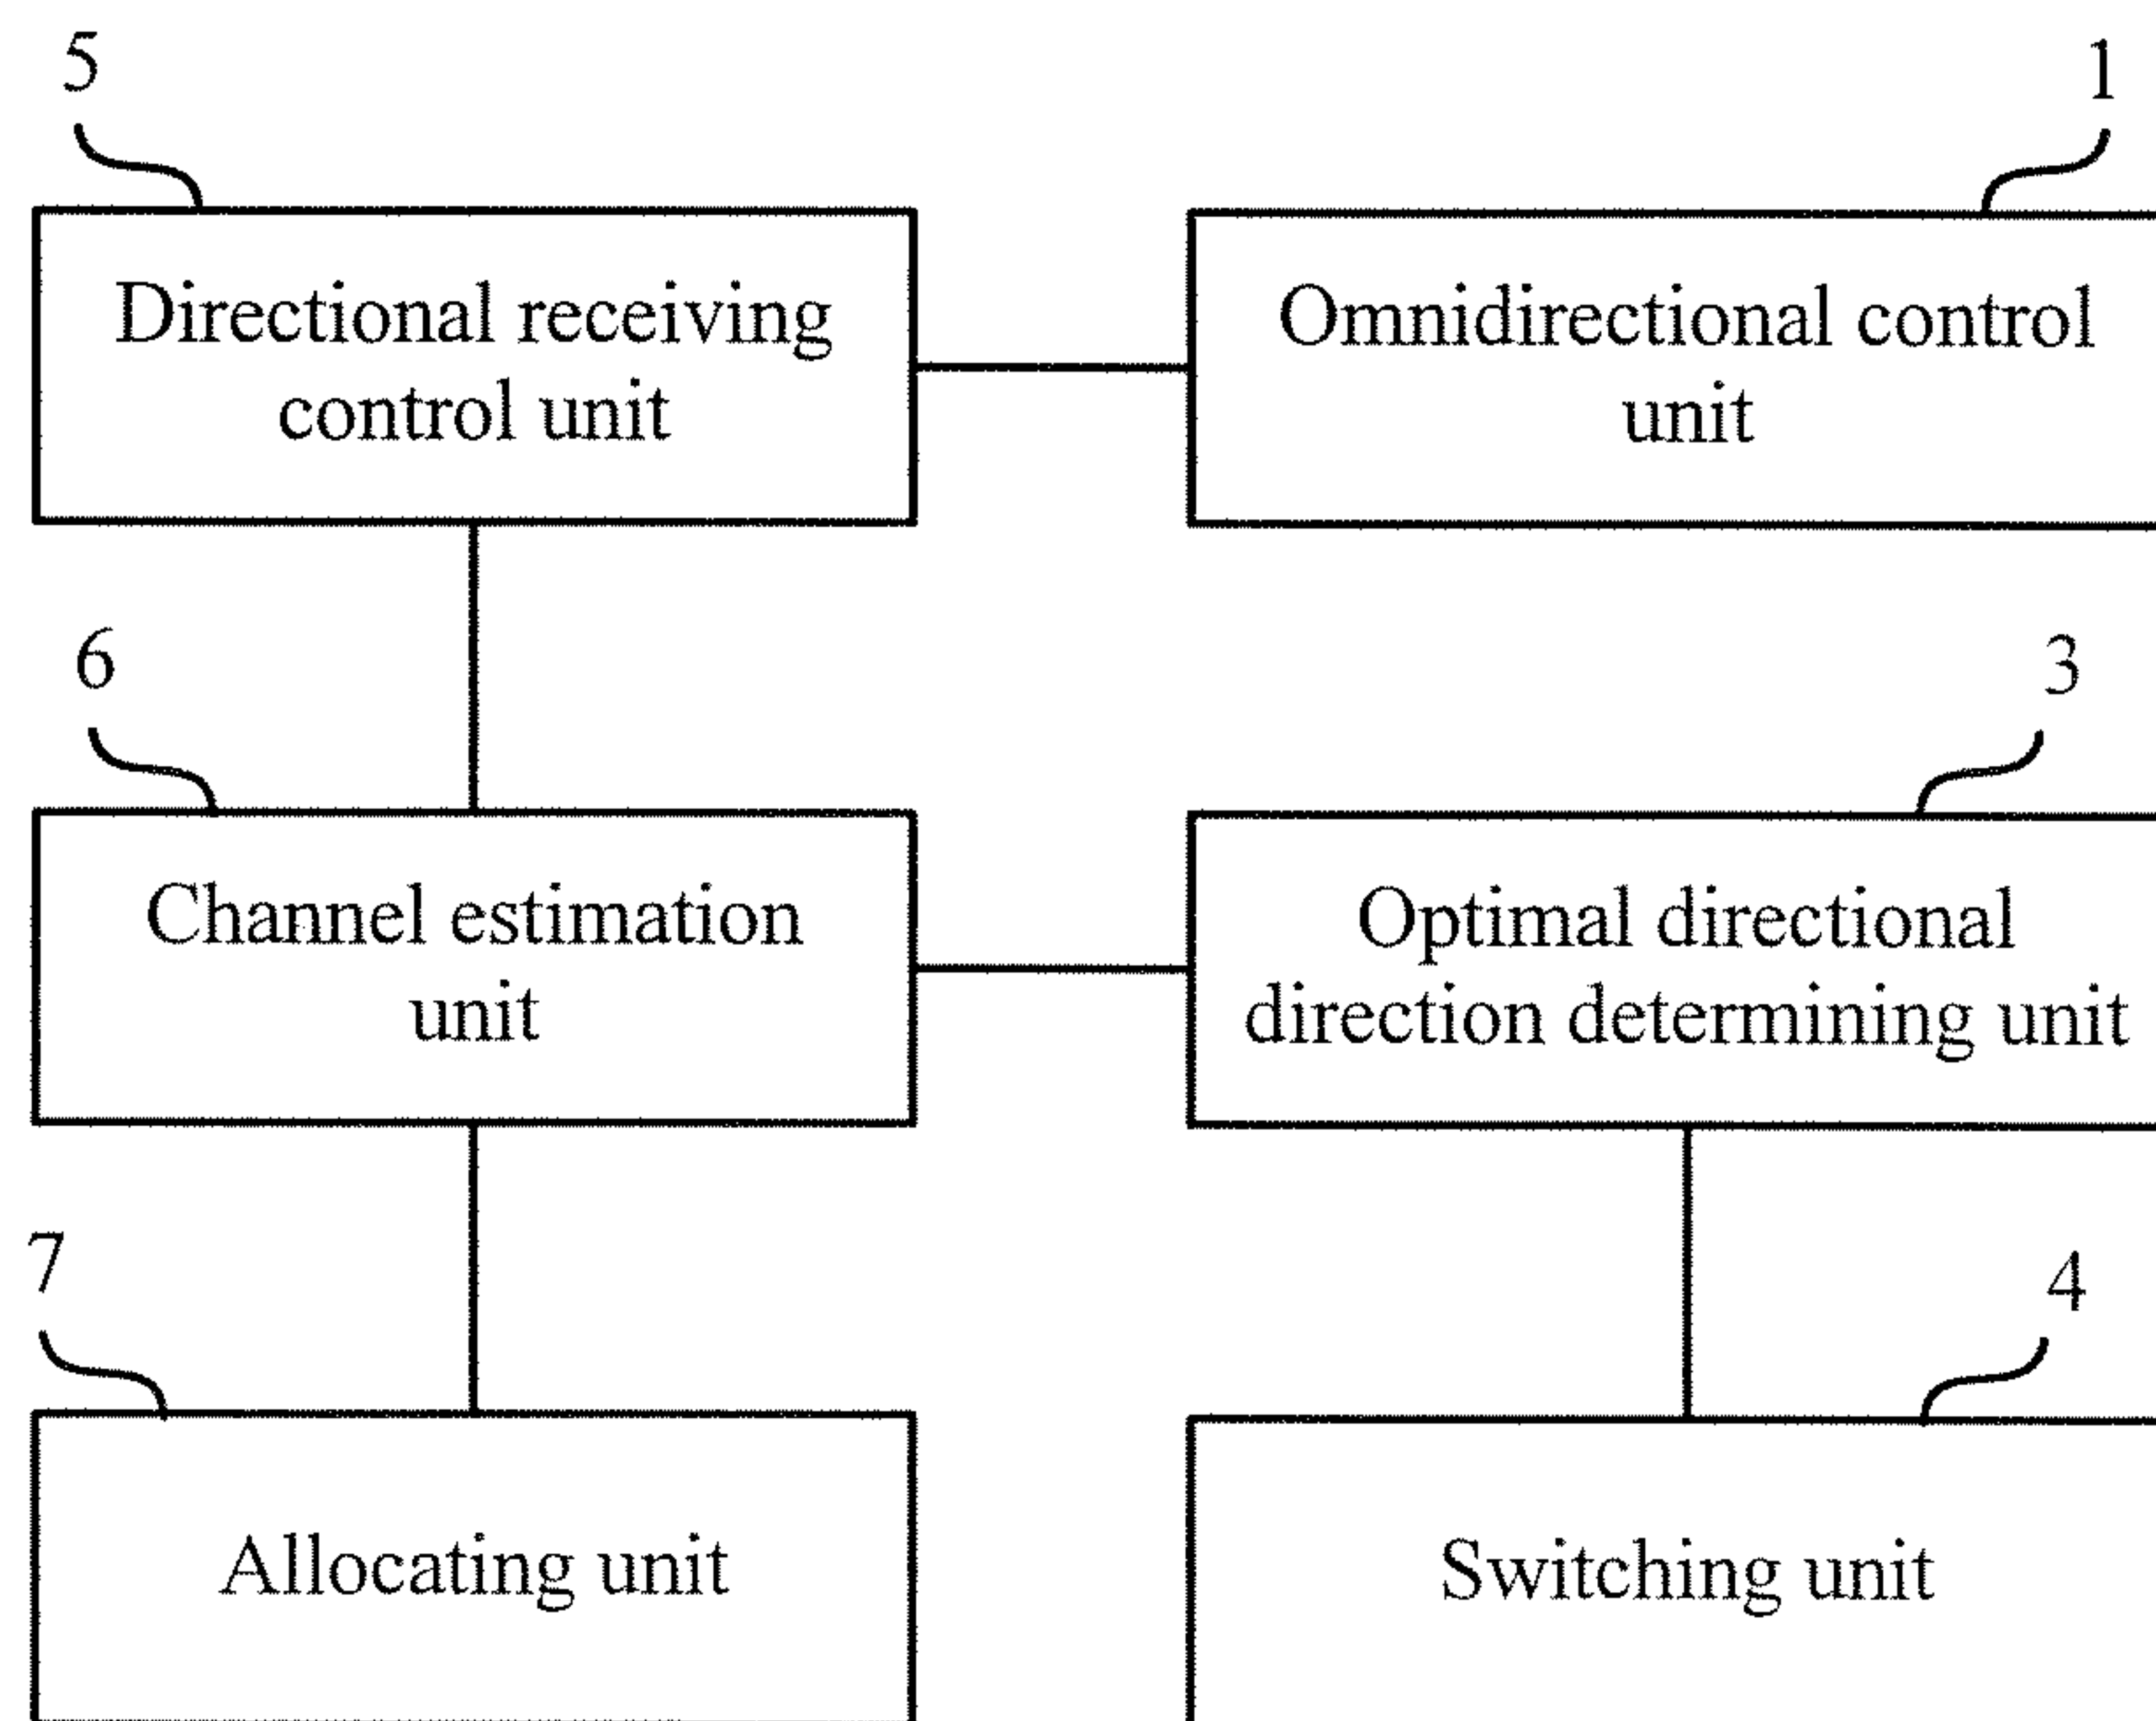 5
1
Directional receiving
control unit
Omnidirectional control
unit
6
3
Channel estimation
unit
Optimal directional
direction determining unit
7
4
Allocating unit
Switching unit